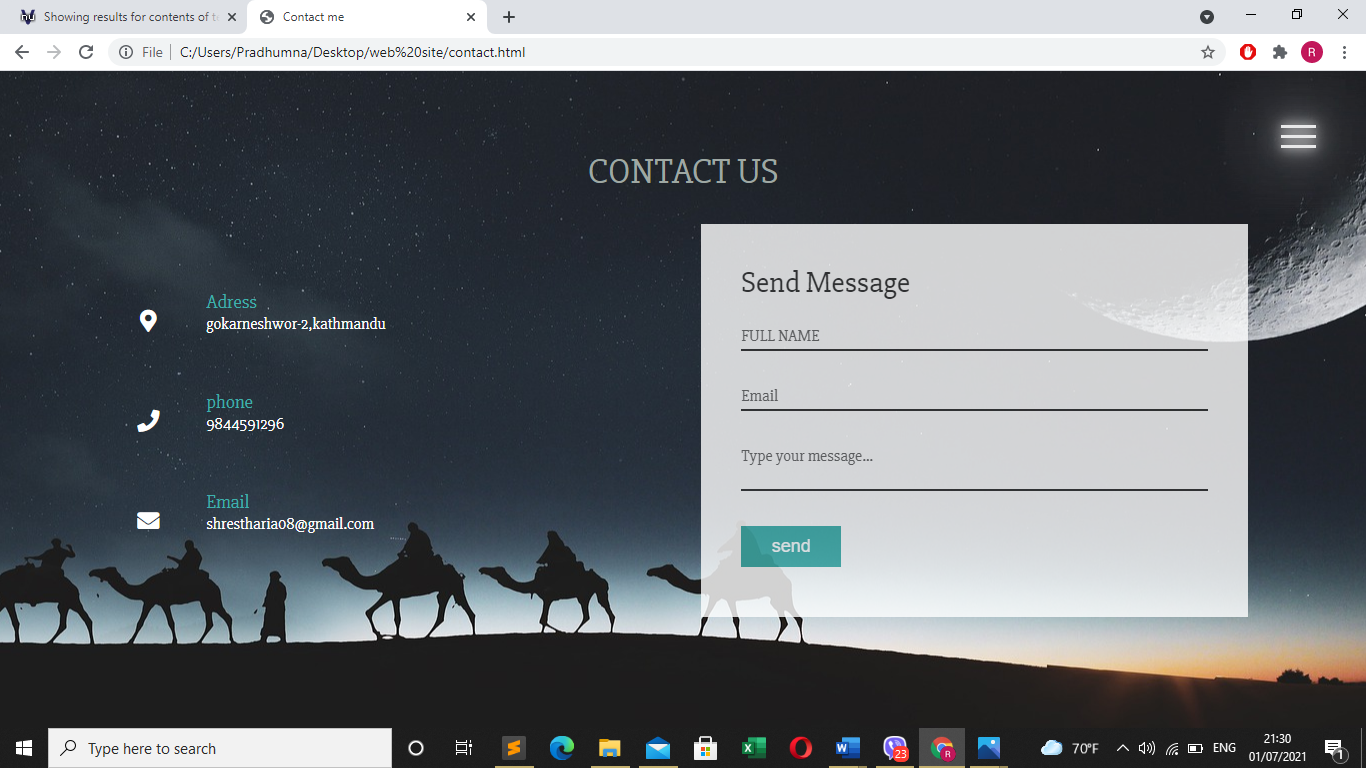 Showing results for contents of t
Contact me
File
C:/Users/Pradhumna/Desktop/web%20site/contact.html
R
CONTACT US
Adress
gokarneshwor-2,kathmandu
phone
9844591296
Email
shrestharia08@gmail.com
Send Message
FULL NAME
Email
Type your message...
send
Type here to search
23
R
70°F
ENG
21:30
01/07/2021
1